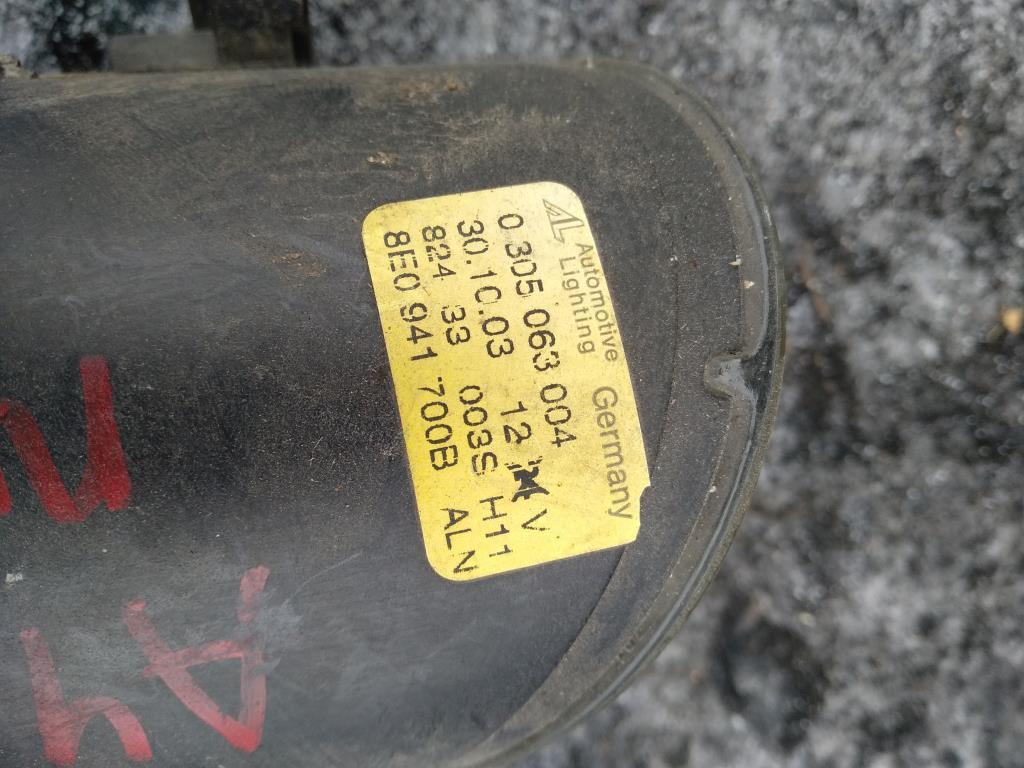 AL Automotive Lighting Germany
0 305 063 004
30.10.03 12 V
824 33 003S H11
8E0 941 700B ALN
A4